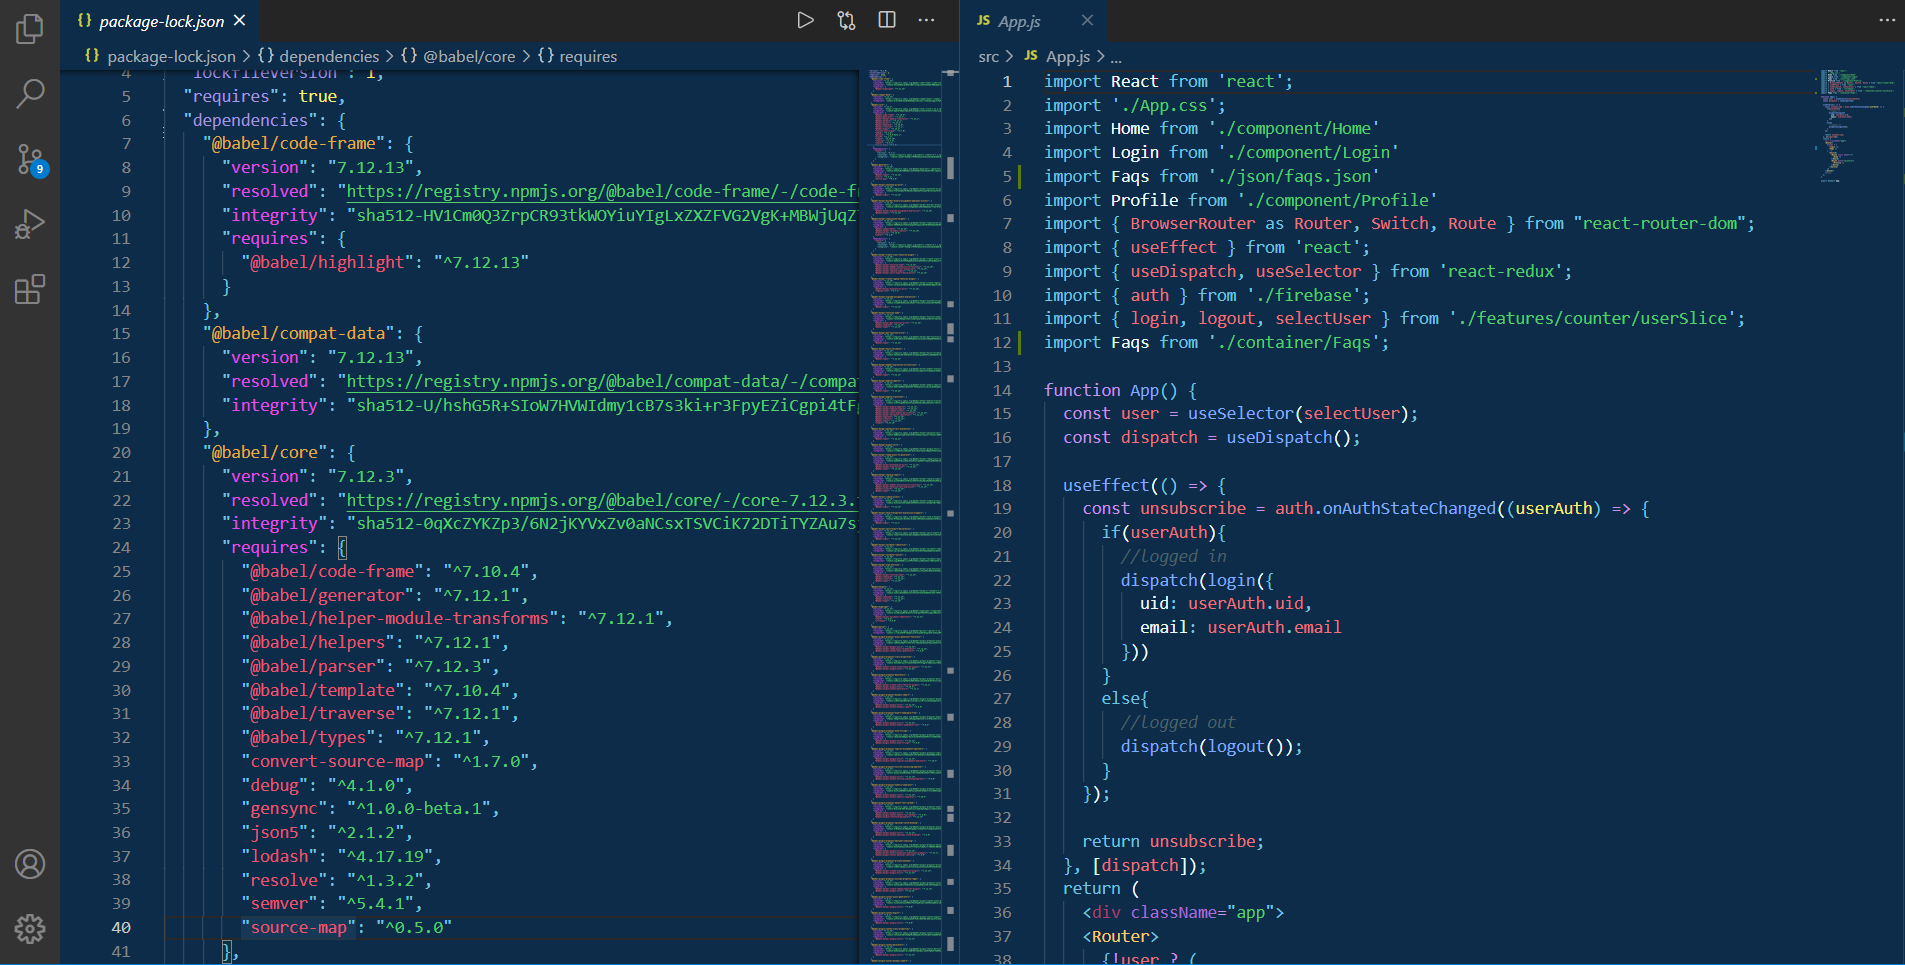 package-lock.json
package-lock.json > {} dependencies > {} @babel/core > {} requires
4 "lockfileVersion": 1,
5 "requires": true,
6 "dependencies": {
7 "@babel/code-frame": {
8 "version": "7.12.13",
9 "resolved": "https://registry.npmjs.org/@babel/code-frame/-/code-f
10 "integrity": "sha512-HV1Cm0Q3ZrpCR93tkWOYiuYIgLxZXZFVG2VgK+MBWjUqZ
11 "requires": {
12 "@babel/highlight": "^7.12.13"
13 }
14 },
15 "@babel/compat-data": {
16 "version": "7.12.13",
17 "resolved": "https://registry.npmjs.org/@babel/compat-data/-/compa
18 "integrity": "sha512-U/hshG5R+SIoW7HVWIdmy1cB7s3ki+r3FpyEZiCgpi4tF
19 },
20 "@babel/core": {
21 "version": "7.12.3",
22 "resolved": "https://registry.npmjs.org/@babel/core/-/core-7.12.3.
23 "integrity": "sha512-0qXcZYKZp3/6N2jKYVxZv0aNCsxTSVCiK72DTiTYZAu7s
24 "requires": {
25 "@babel/code-frame": "^7.10.4",
26 "@babel/generator": "^7.12.1",
27 "@babel/helper-module-transforms": "^7.12.1",
28 "@babel/helpers": "^7.12.1",
29 "@babel/parser": "^7.12.3",
30 "@babel/template": "^7.10.4",
31 "@babel/traverse": "^7.12.1",
32 "@babel/types": "^7.12.1",
33 "convert-source-map": "^1.7.0",
34 "debug": "^4.1.0",
35 "gensync": "^1.0.0-beta.1",
36 "json5": "^2.1.2",
37 "lodash": "^4.17.19",
38 "resolve": "^1.3.2",
39 "semver": "^5.4.1",
40 "source-map": "^0.5.0"
41 },
9
JS App.js
src > JS App.js > ...
1 import React from 'react';
2 import './App.css';
3 import Home from './component/Home'
4 import Login from './component/Login'
5 import Faqs from './json/faqs.json'
6 import Profile from './component/Profile'
7 import { BrowserRouter as Router, Switch, Route } from "react-router-dom";
8 import { useEffect } from 'react';
9 import { useDispatch, useSelector } from 'react-redux';
10 import { auth } from './firebase';
11 import { login, logout, selectUser } from './features/counter/userSlice';
12 import Faqs from './container/Faqs';
13
14 function App() {
15 const user = useSelector(selectUser);
16 const dispatch = useDispatch();
17
18 useEffect(() => {
19 const unsubscribe = auth.onAuthStateChanged((userAuth) => {
20 if(userAuth){
21 //logged in
22 dispatch(login({
23 uid: userAuth.uid,
24 email: userAuth.email
25 }))
26 }
27 else{
28 //logged out
29 dispatch(logout());
30 }
31 });
32
33 return unsubscribe;
34 }, [dispatch]);
35 return (
36 <div className="app">
37 <Router>
38 {!user ? (